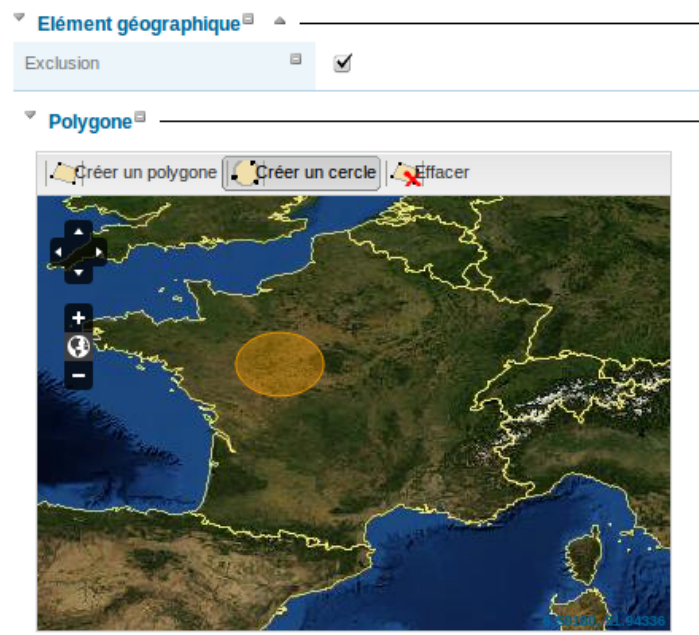 Elément géographique
Exclusion
Polygone
Créer un polygone Créer un cercle Effacer